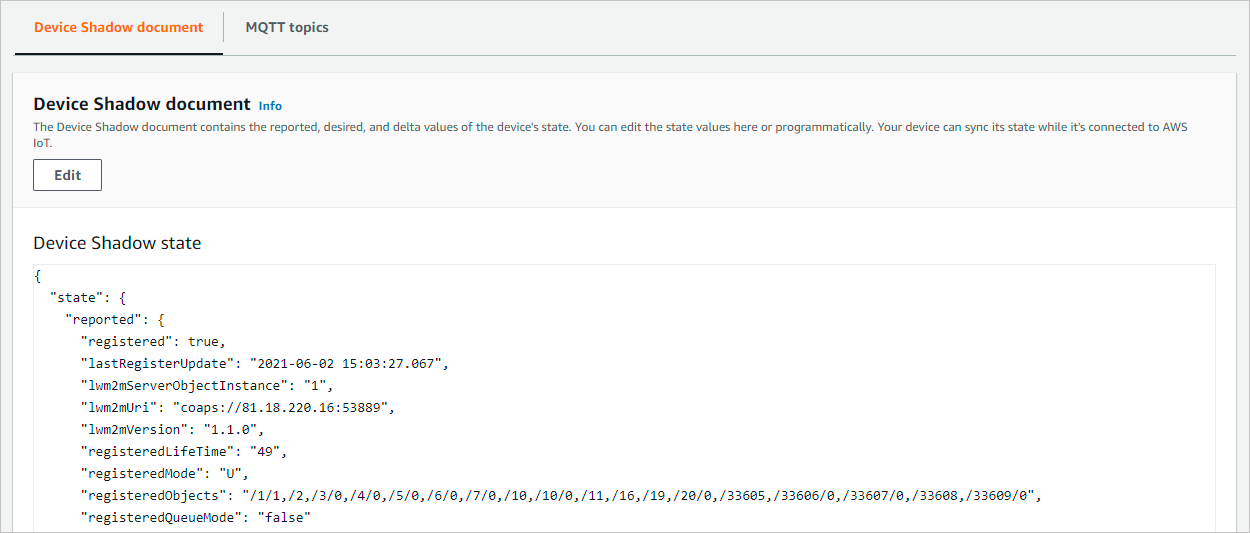 Device Shadow document
MQTT topics
Device Shadow document Info
The Device Shadow document contains the reported, desired, and delta values of the device's state. You can edit the state values here or programmatically. Your device can sync its state while it's connected to AWS
IoT.
Edit
Device Shadow state
{
"state": {
"reported": {
"registered": true,
"lastRegisterUpdate": "2021-06-02 15:03:27.067",
"lwm2mServerObjectInstance": "1",
"lwm2mUri": "coaps://81.18.220.16:53889",
"lwm2mVersion": "1.1.0",
"registeredLifeTime": "49",
"registeredMode": "U",
"registeredObjects": "/1/1,/2,/3/0,/4/0,/5/0,/6/0,/7/0,/10,/10/0,/11,/16,/19,/20/0,/33605,/33606/0,/33607/0,/33608,/33609/0",
"registeredQueueMode": "false"